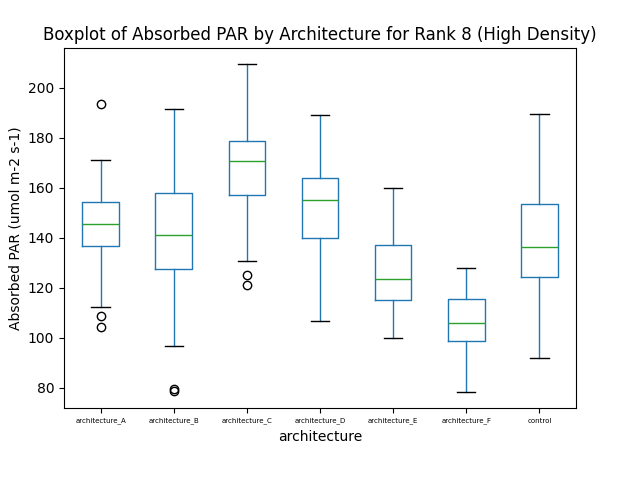 Boxplot of Absorbed PAR by Architecture for Rank 8 (High Density)
Absorbed PAR (umol m-2 s-1)
200
180
160
140
120
100
80
architecture_A architecture_B architecture_C architecture_D architecture_E architecture_F control
architecture